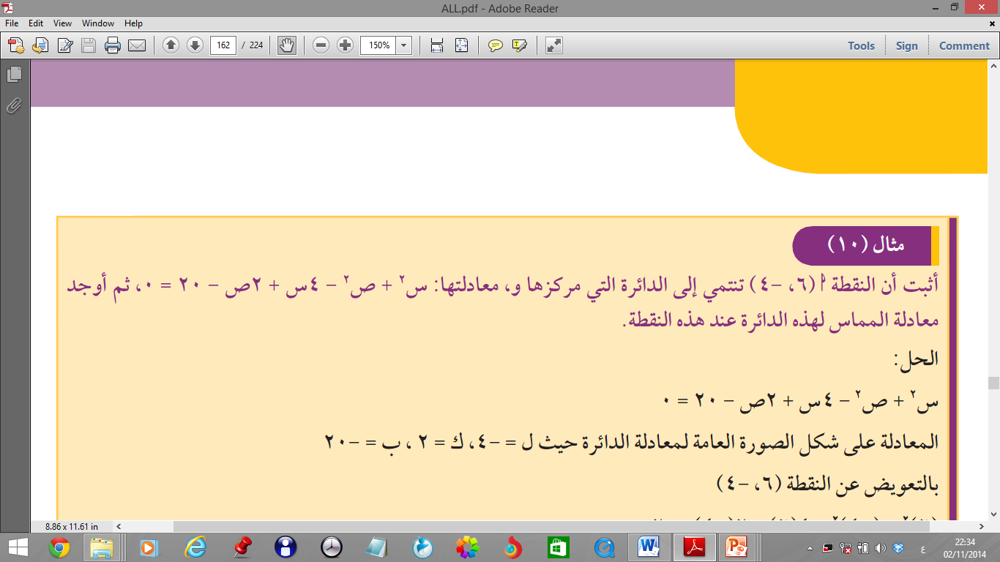 ALL.pdf - Adobe Reader
File Edit View Window Help
162 / 224 150% Tools Sign Comment
مثال (١٠)
أثبت أن النقطة أ (٦، -٤) تنتمي إلى الدائرة التي مركزها و، معادلتها: س٢ + ص٢ - ٤س + ٢ص - ٢٠ = ٠، ثم أوجد
معادلة المماس لهذه الدائرة عند هذه النقطة.
الحل:
س٢ + ص٢ - ٤س + ٢ص - ٢٠ = ٠
المعادلة على شكل الصورة العامة لمعادلة الدائرة حيث ل = -٤، ك = ٢ ، ب = -٢٠
بالتعويض عن النقطة (٦، -٤)
8.86 x 11.61 in
ع 22:34
02/11/2014